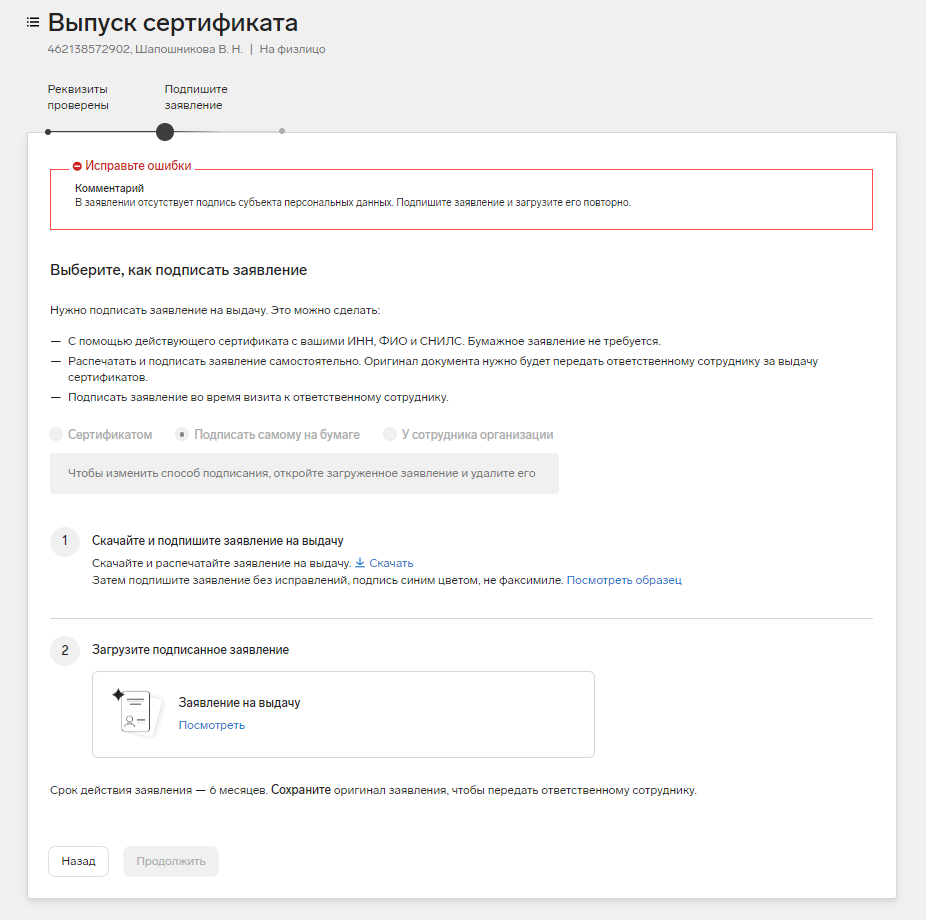 Выпуск сертификата
462138572902, Шапошникова В. Н. | На физлицо
Реквизиты проверены
Подпишите заявление
Исправьте ошибки
Комментарий
В заявлении отсутствует подпись субъекта персональных данных. Подпишите заявление и загрузите его повторно.
Выберите, как подписать заявление
Нужно подписать заявление на выдачу. Это можно сделать:
— С помощью действующего сертификата с вашими ИНН, ФИО и СНИЛС. Бумажное заявление не требуется.
— Распечатать и подписать заявление самостоятельно. Оригинал документа нужно будет передать ответственному сотруднику за выдачу
сертификатов.
— Подписать заявление во время визита к ответственному сотруднику.
Сертификатом Подписать самому на бумаге У сотрудника организации
Чтобы изменить способ подписания, откройте загруженное заявление и удалите его
1 Скачайте и подпишите заявление на выдачу
Скачайте и распечатайте заявление на выдачу. Скачать
Затем подпишите заявление без исправлений, подпись синим цветом, не факсимиле. Посмотреть образец
2 Загрузите подписанное заявление
Заявление на выдачу
Посмотреть
Срок действия заявления — 6 месяцев. Сохраните оригинал заявления, чтобы передать ответственному сотруднику.
Назад Продолжить